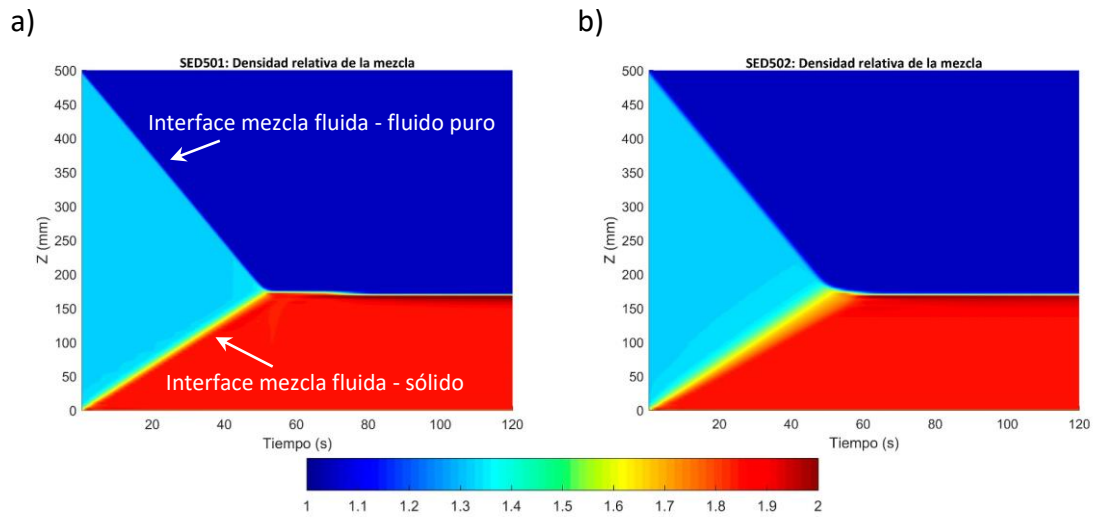 a)
SED501: Densidad relativa de la mezcla
500
450
400
350
300
250
200
150
100
50
0
Z (mm)
Interface mezcla fluida - fluido puro
Interface mezcla fluida - sólido
20 40 60 80 100 120
Tiempo (s)
b)
SED502: Densidad relativa de la mezcla
500
450
400
350
300
250
200
150
100
50
0
Z (mm)
20 40 60 80 100 120
Tiempo (s)
1 1.1 1.2 1.3 1.4 1.5 1.6 1.7 1.8 1.9 2